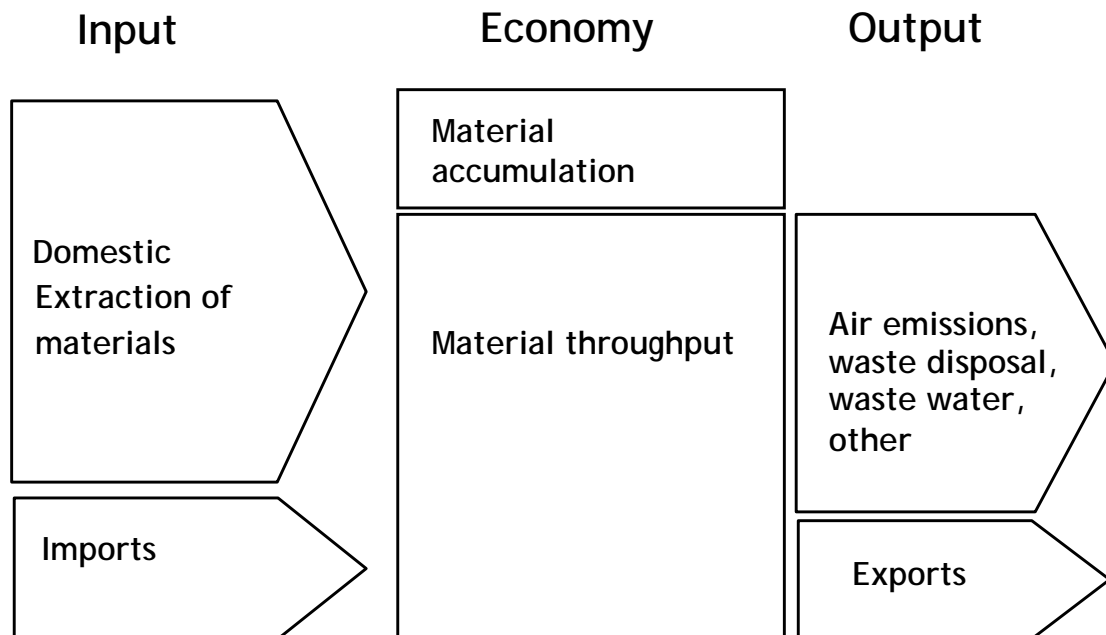 Input
Economy
Output
Material
accumulation
Domestic
Extraction of
materials
Material throughput
Air emissions,
waste disposal,
waste water,
other
Imports
Exports